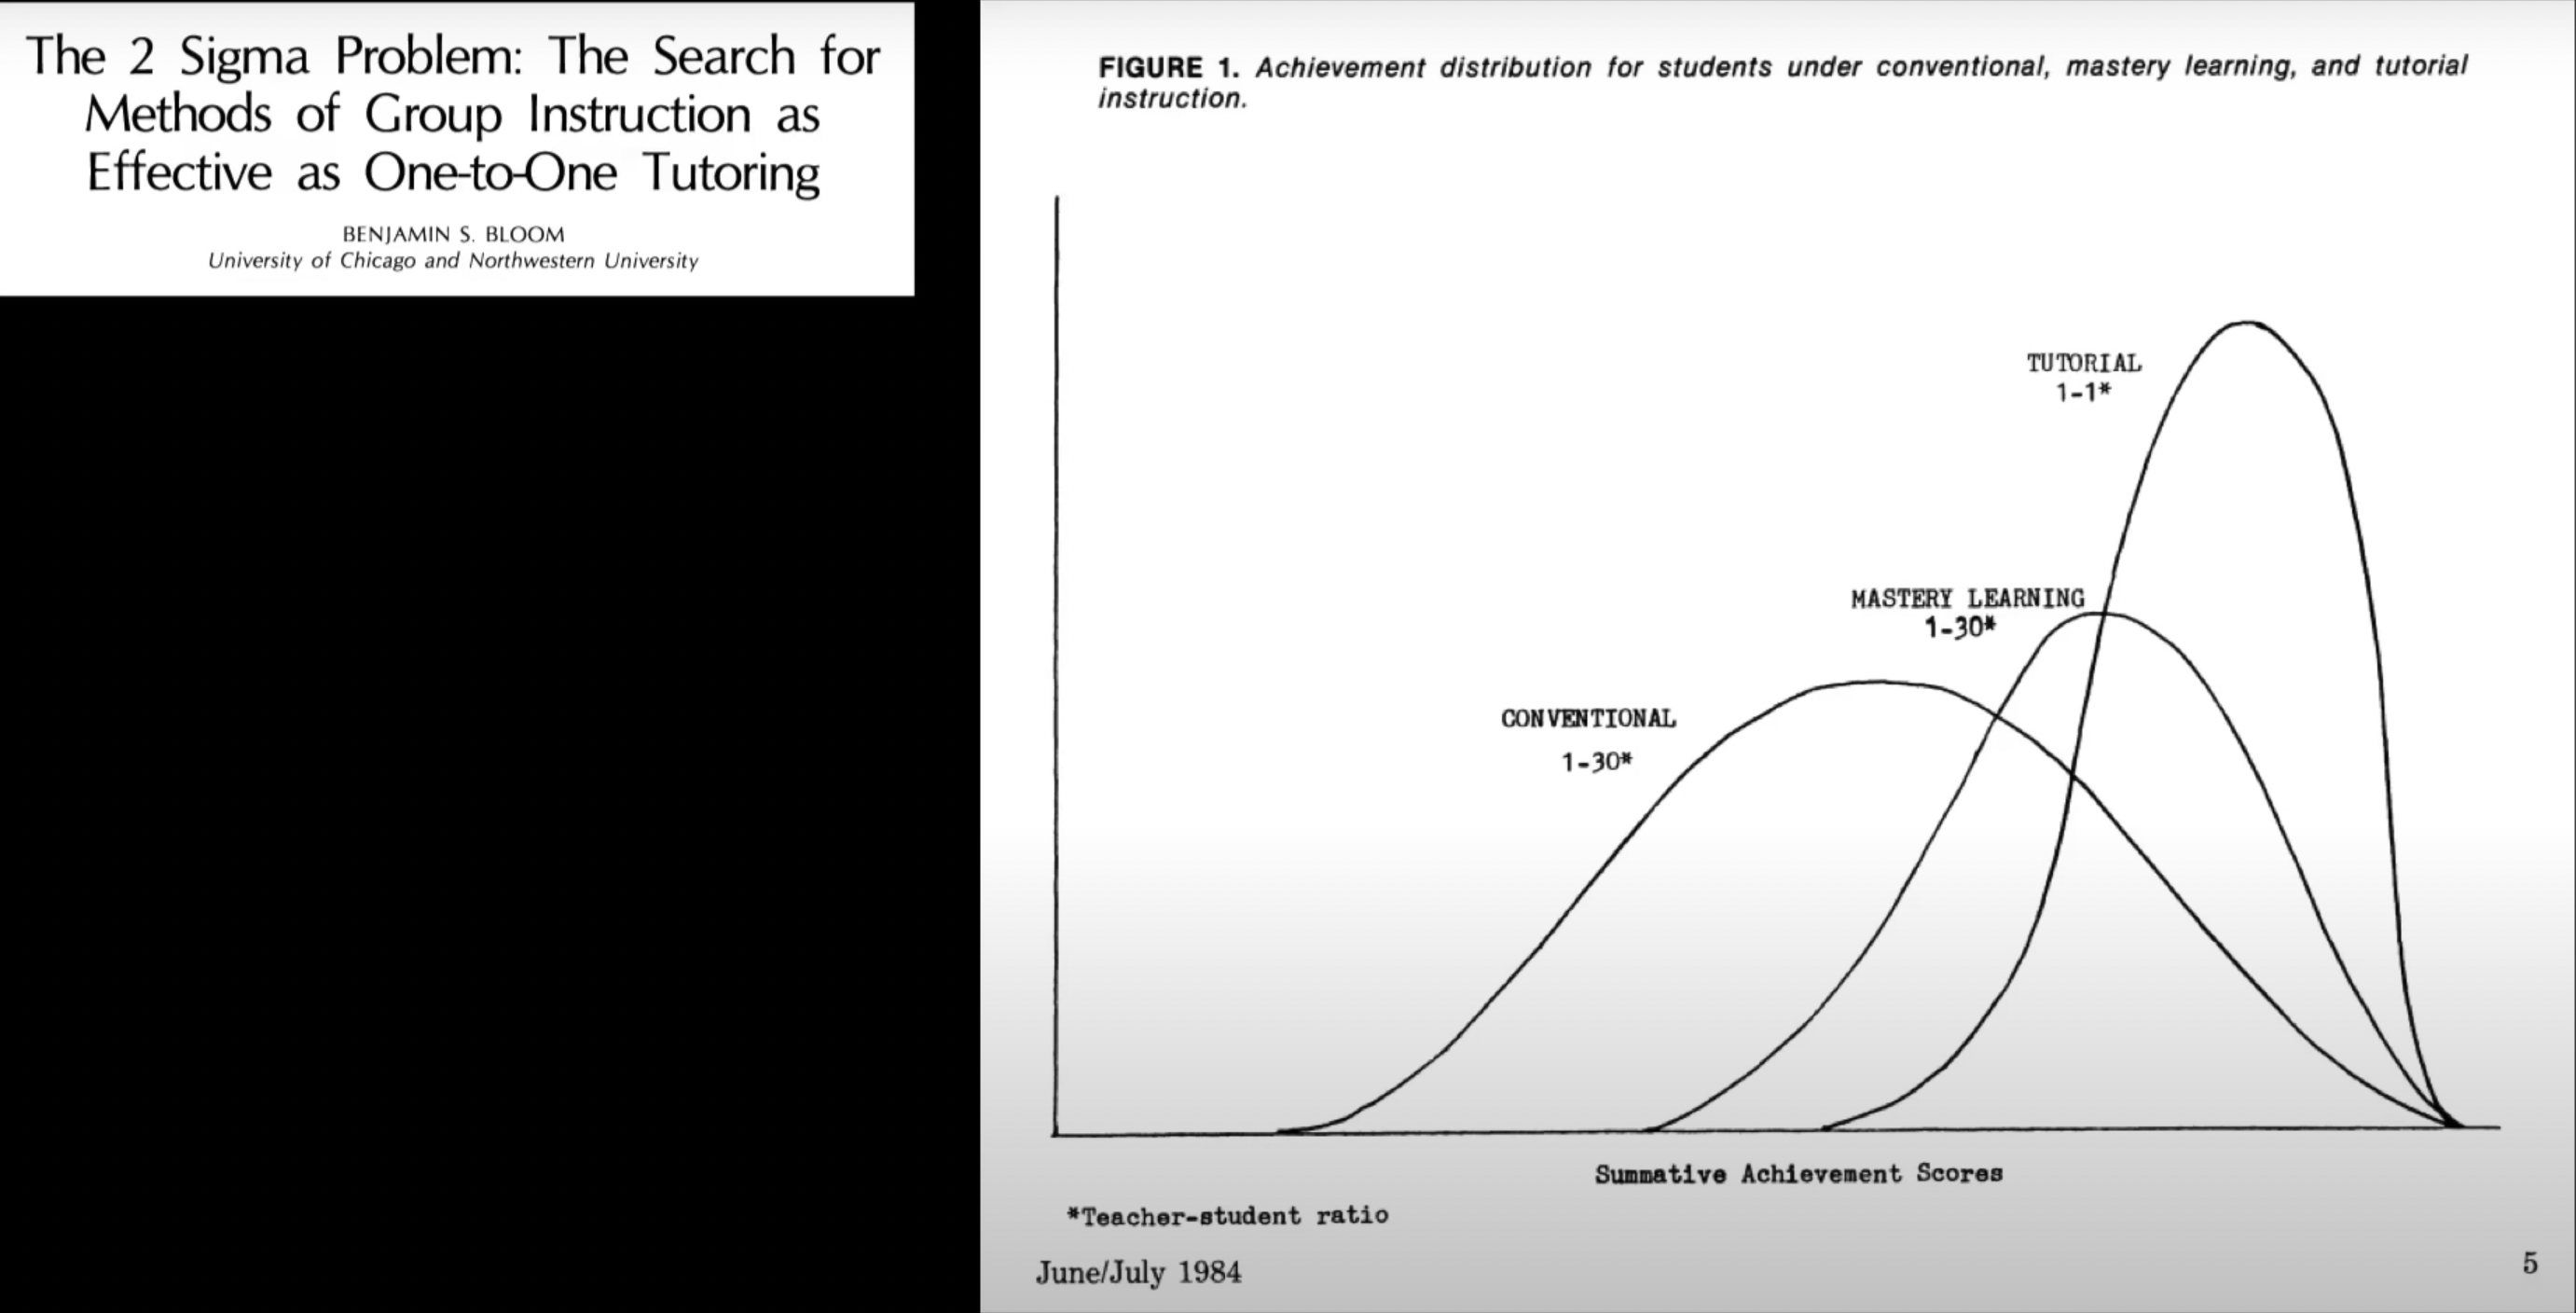 The 2 Sigma Problem: The Search for
Methods of Group Instruction as
Effective as One-to-One Tutoring
BENJAMIN S. BLOOM
University of Chicago and Northwestern University
FIGURE 1. Achievement distribution for students under conventional, mastery learning, and tutorial
instruction.
TUTORIAL
1-1*
MASTERY LEARNING
1-30*
CONVENTIONAL
1-30*
Summative Achievement Scores
*Teacher-student ratio
June/July 1984
5